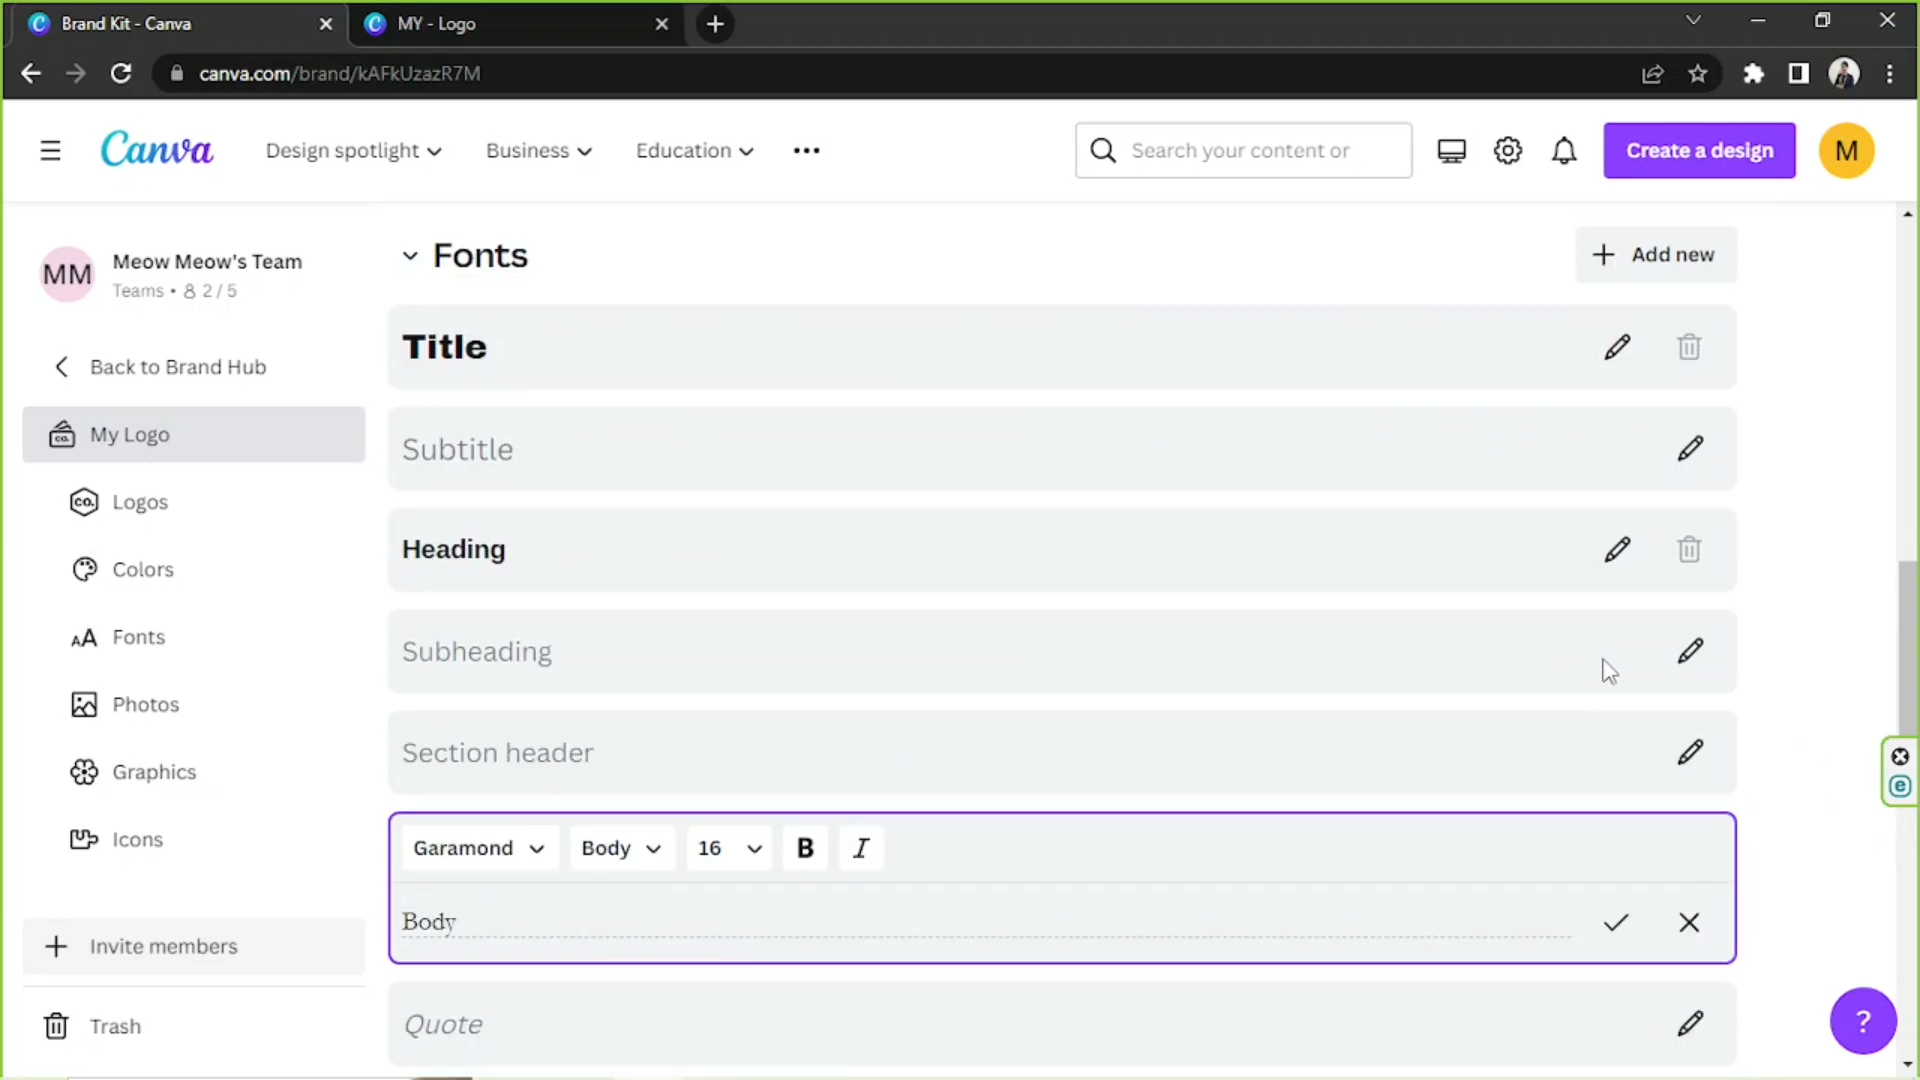 Brand Kit - Canva
MY - Logo
canva.com/brand/kAFkUzazR7M
Canva
Design spotlight
Business
Education
Search your content or
Create a design
M
MM
Meow Meow's Team
Teams • 2 / 5
Back to Brand Hub
My Logo
Logos
Colors
Fonts
Photos
Graphics
Icons
Invite members
Trash
Fonts
Add new
Title
Subtitle
Heading
Subheading
Section header
Garamond
Body
16
B
I
Body
Quote
?